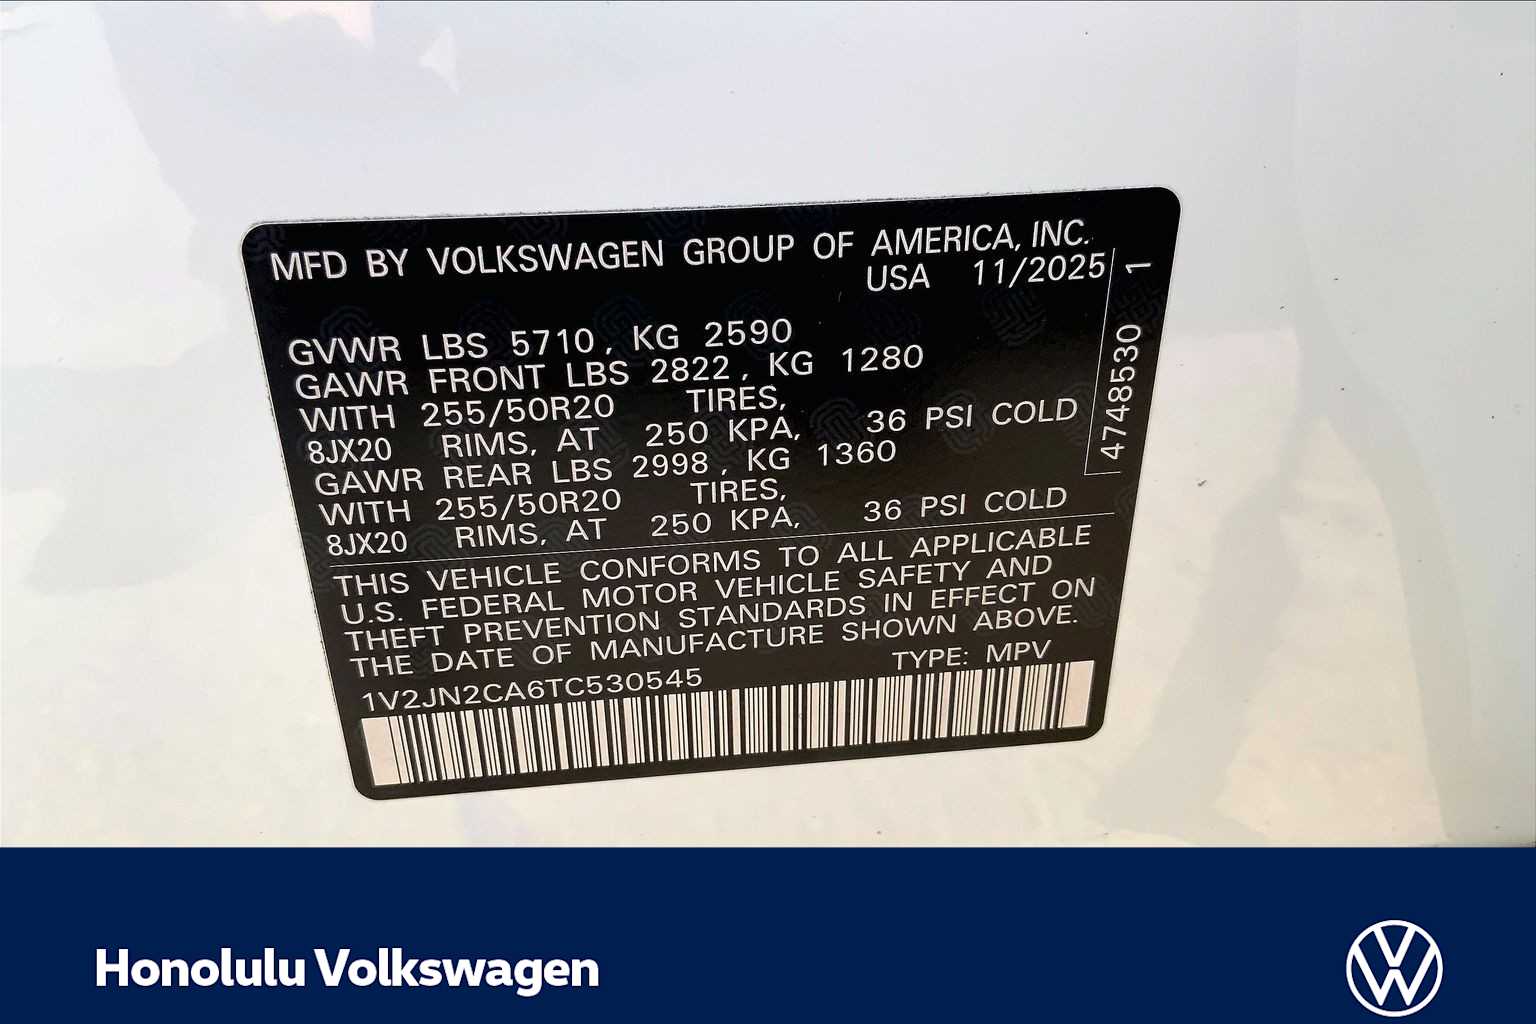 MFD BY VOLKSWAGEN GROUP OF AMERICA, INC.
USA 11/2025
GVWR LBS 5710, KG 2590
GAWR FRONT LBS 2822, KG 1280
WITH 255/50R20 TIRES,
8JX20 RIMS, AT 250 KPA, 36 PSI COLD
GAWR REAR LBS 2998, KG 1360
WITH 255/50R20 TIRES,
8JX20 RIMS, AT 250 KPA, 36 PSI COLD
4748530 1
THIS VEHICLE CONFORMS TO ALL APPLICABLE
U.S. FEDERAL MOTOR VEHICLE SAFETY AND
THEFT PREVENTION STANDARDS IN EFFECT ON
THE DATE OF MANUFACTURE SHOWN ABOVE.
1V2JN2CA6TC530545 TYPE: MPV
Honolulu Volkswagen